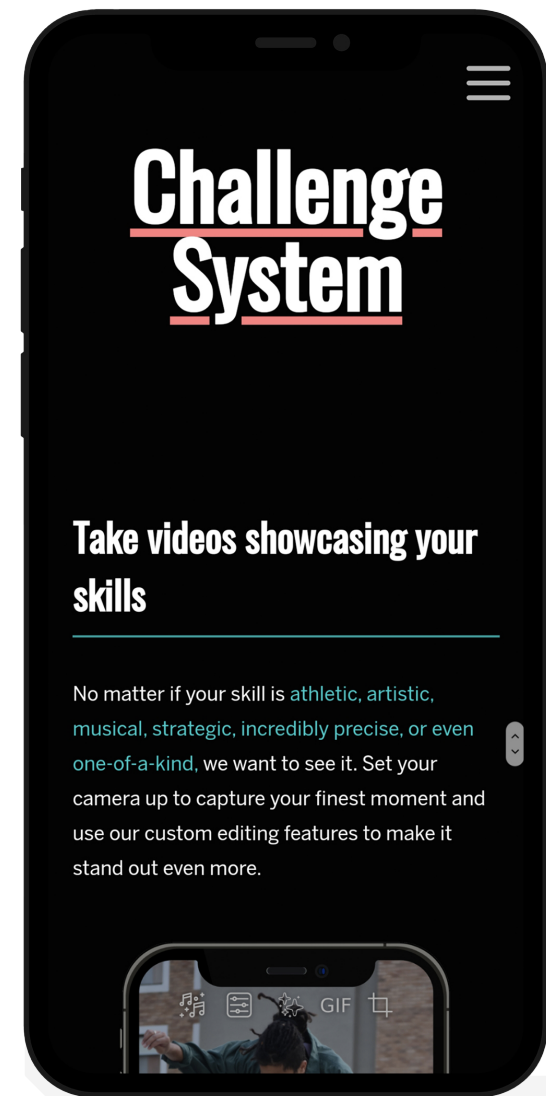 Challenge
System
Take videos showcasing your
skills
No matter if your skill is athletic, artistic,
musical, strategic, incredibly precise, or even
one-of-a-kind, we want to see it. Set your
camera up to capture your finest moment and
use our custom editing features to make it
stand out even more.
GIF